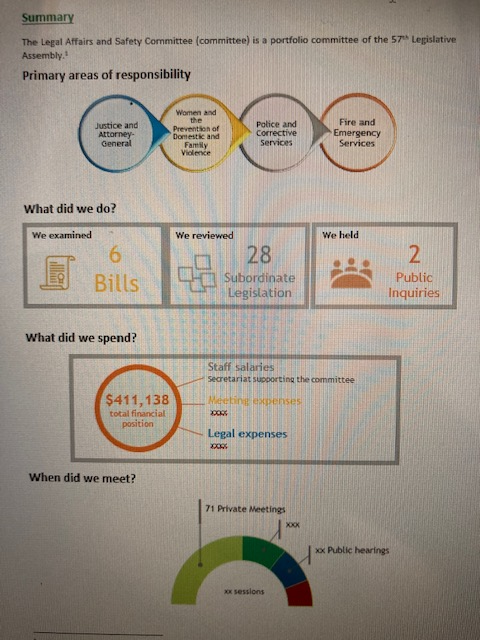 Summary
The Legal Affairs and Safety Committee (committee) is a portfolio committee of the 57th Legislative
Assembly.1
Primary areas of responsibility
Justice and
Attorney-
General
Women and
the
Prevention of
Domestic and
Family
Violence
Police and
Corrective
Services
Fire and
Emergency
Services
What did we do?
We examined
6
Bills
We reviewed
28
Subordinate
Legislation
We held
2
Public
Inquiries
What did we spend?
$411,138
total financial
position
Staff salaries
Secretariat supporting the committee
Meeting expenses
xxxx
Legal expenses
xxxx
When did we meet?
71 Private Meetings
xxx
xx Public hearings
xx sessions